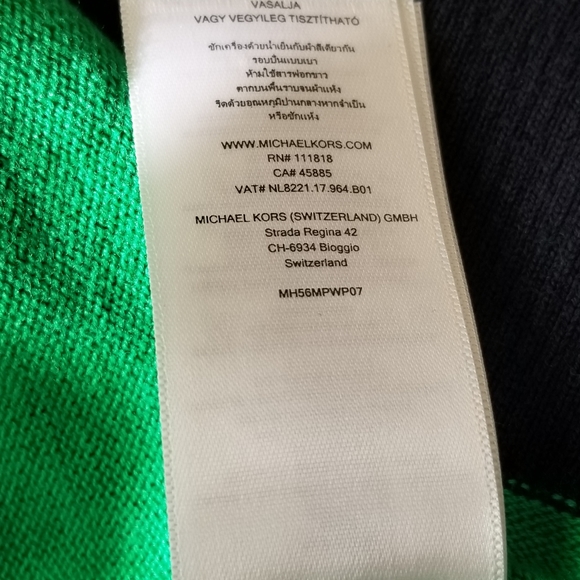 VASALJA
VAGY VEGYILEG TISZTÍTHATÓ
ซักเครื่องด้วยน้ำเย็นกับผ้าสีเดียวกัน
รอบปั่นแบบเบา
ห้ามใช้สารฟอกขาว
ตากบนพื้นราบจนผ้าแห้ง
รีดด้วยอุณหภูมิปานกลางหากจำเป็น
หรือซักแห้ง
WWW.MICHAELKORS.COM
RN# 111818
CA# 45885
VAT# NL8221.17.964.B01
MICHAEL KORS (SWITZERLAND) GMBH
Strada Regina 42
CH-6934 Bioggio
Switzerland
MH56MPWP07